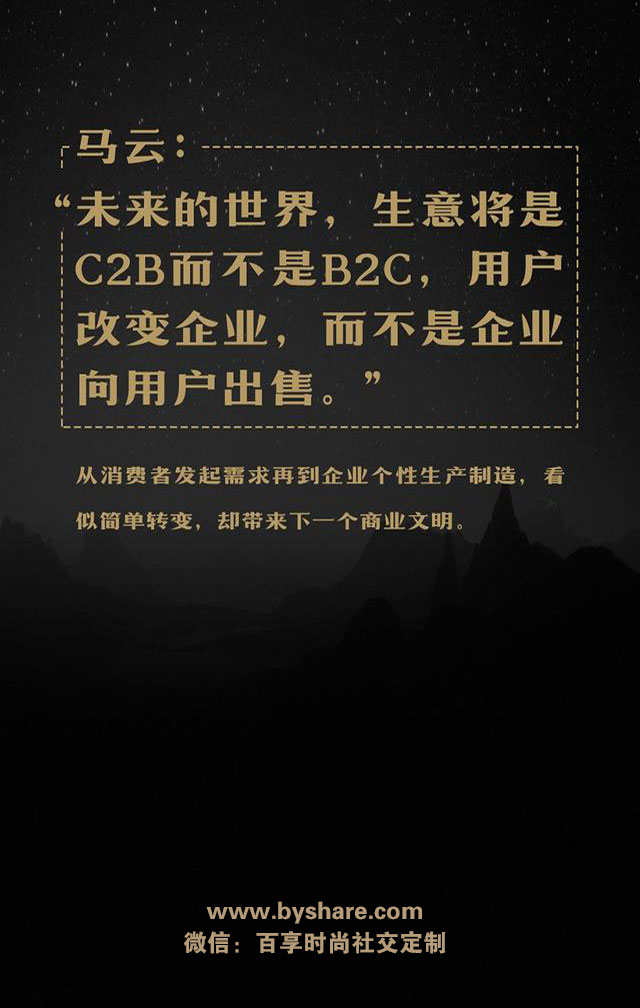 马云：
“未来的世界，生意将是
C2B而不是B2C，用户
改变企业，而不是企业
向用户出售。”
从消费者发起需求再到企业个性生产制造，看
似简单转变，却带来下一个商业文明。
www.byshare.com
微信：百享时尚社交定制